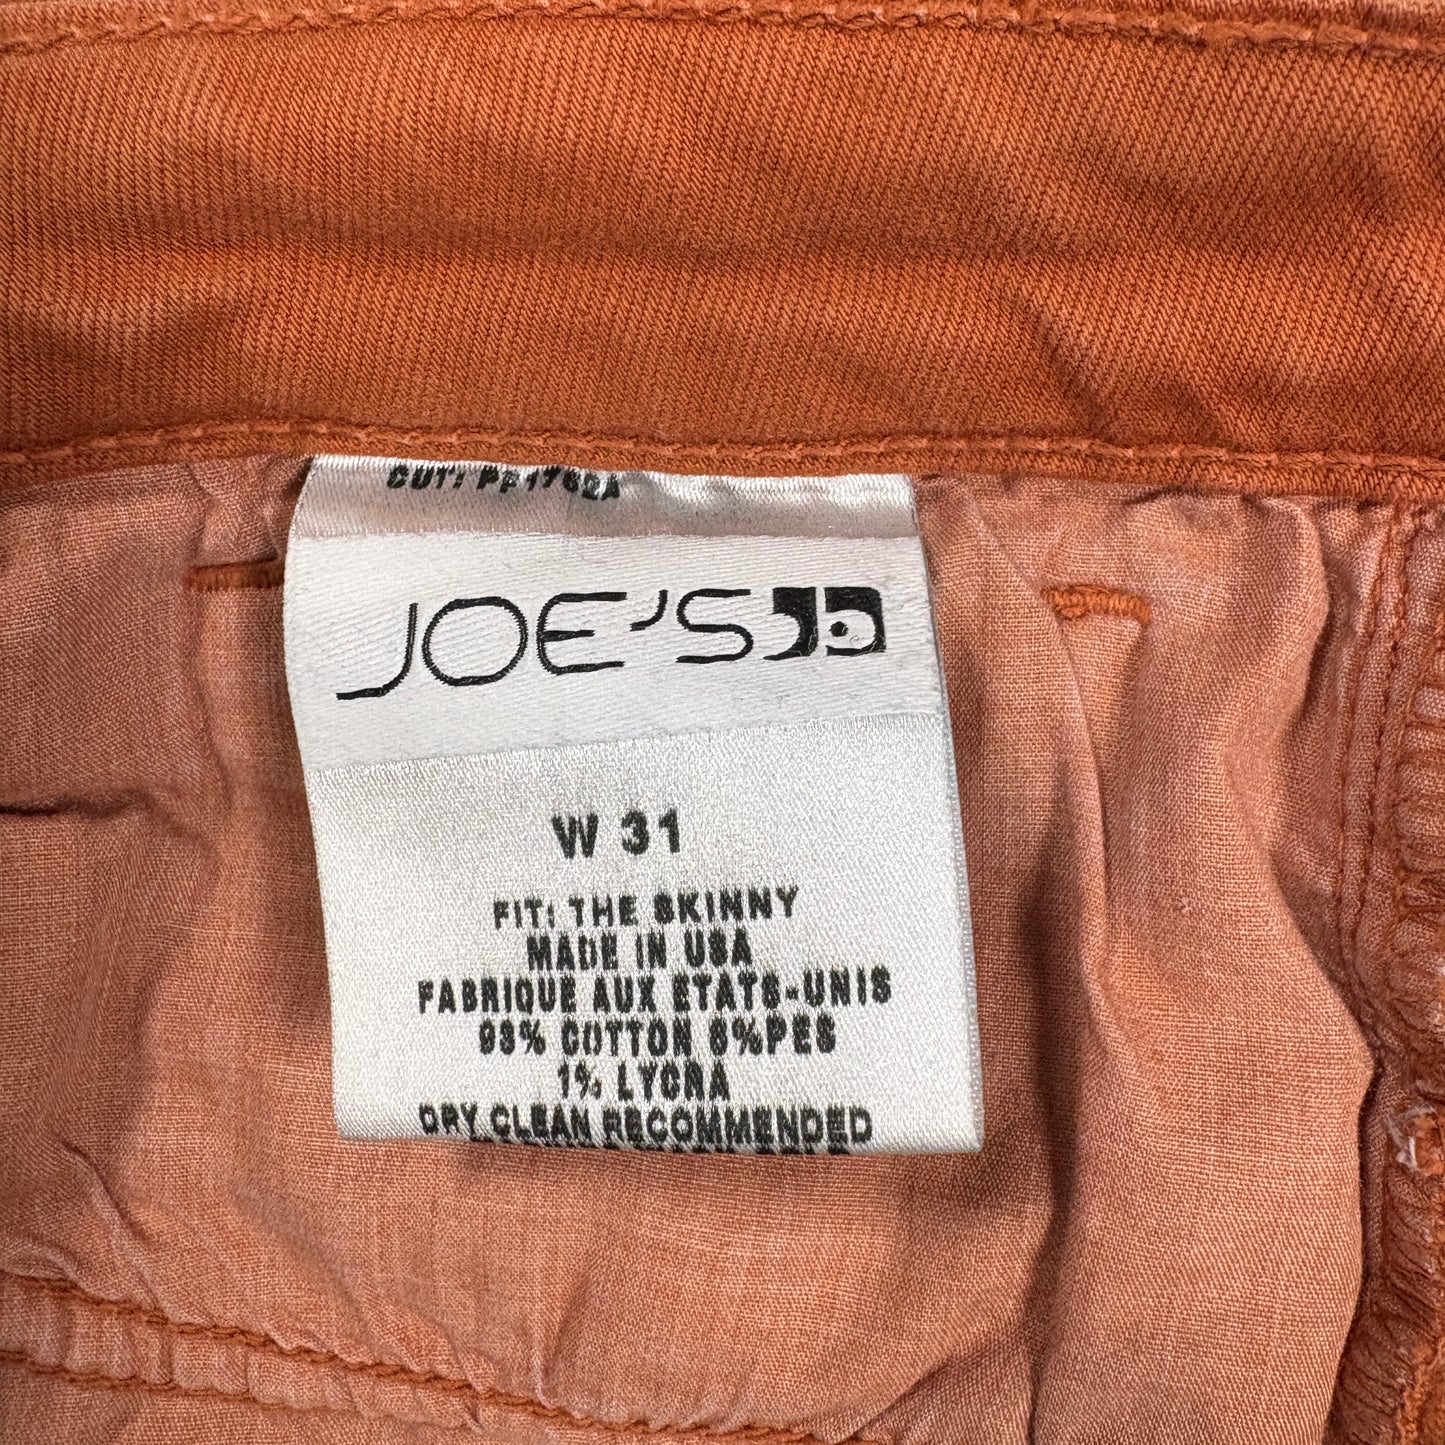 JOE'S
W 31
FIT: THE SKINNY
MADE IN USA
FABRIQUE AUX ETATS-UNIS
93% COTTON 6%PES
1% LYCRA
DRY CLEAN RECOMMENDED